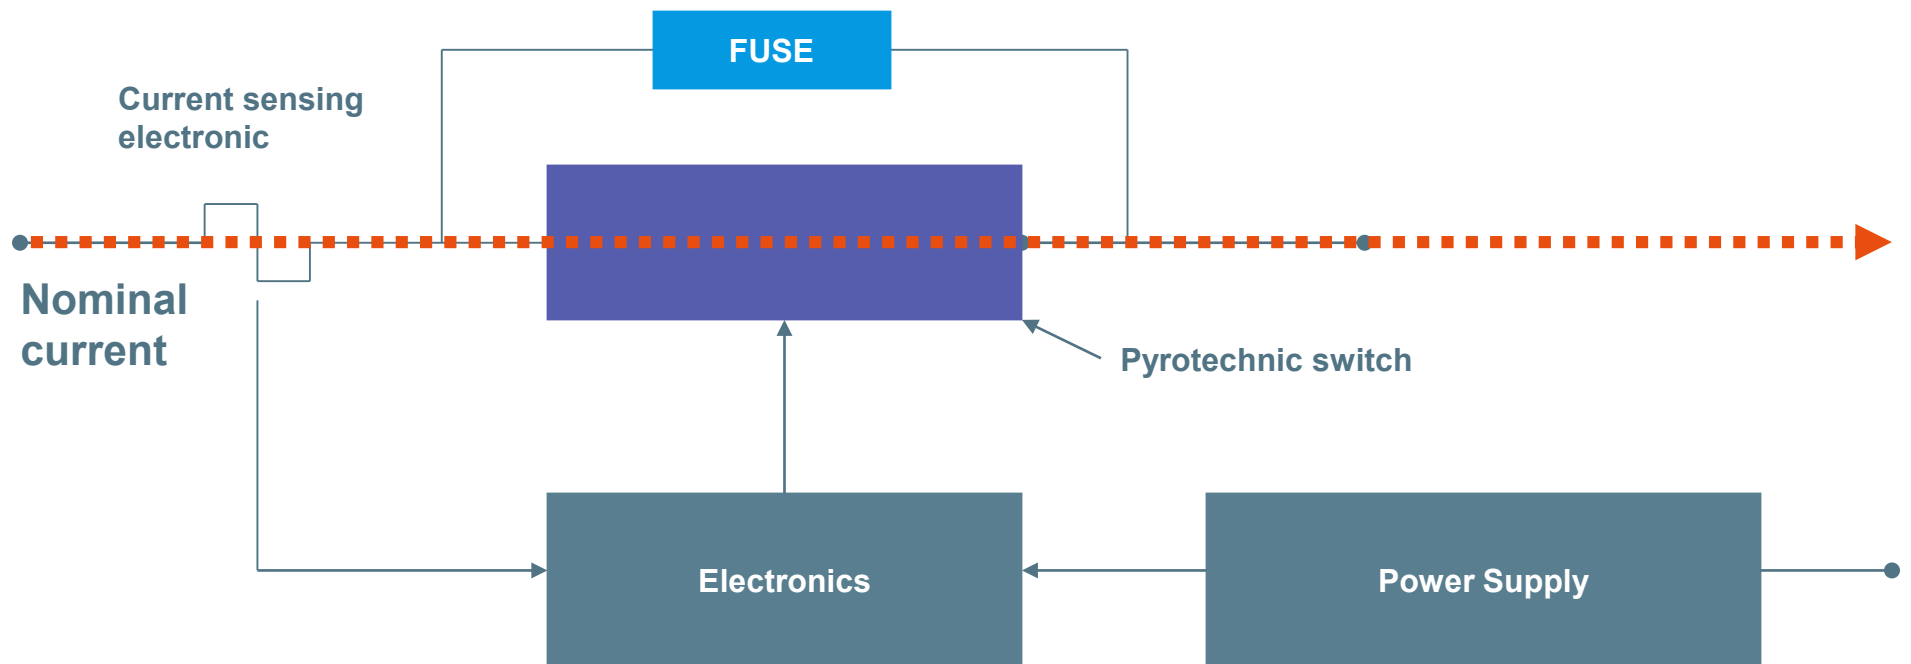 FUSE
Current sensing
electronic
Nominal
current
Pyrotechnic switch
Electronics
Power Supply